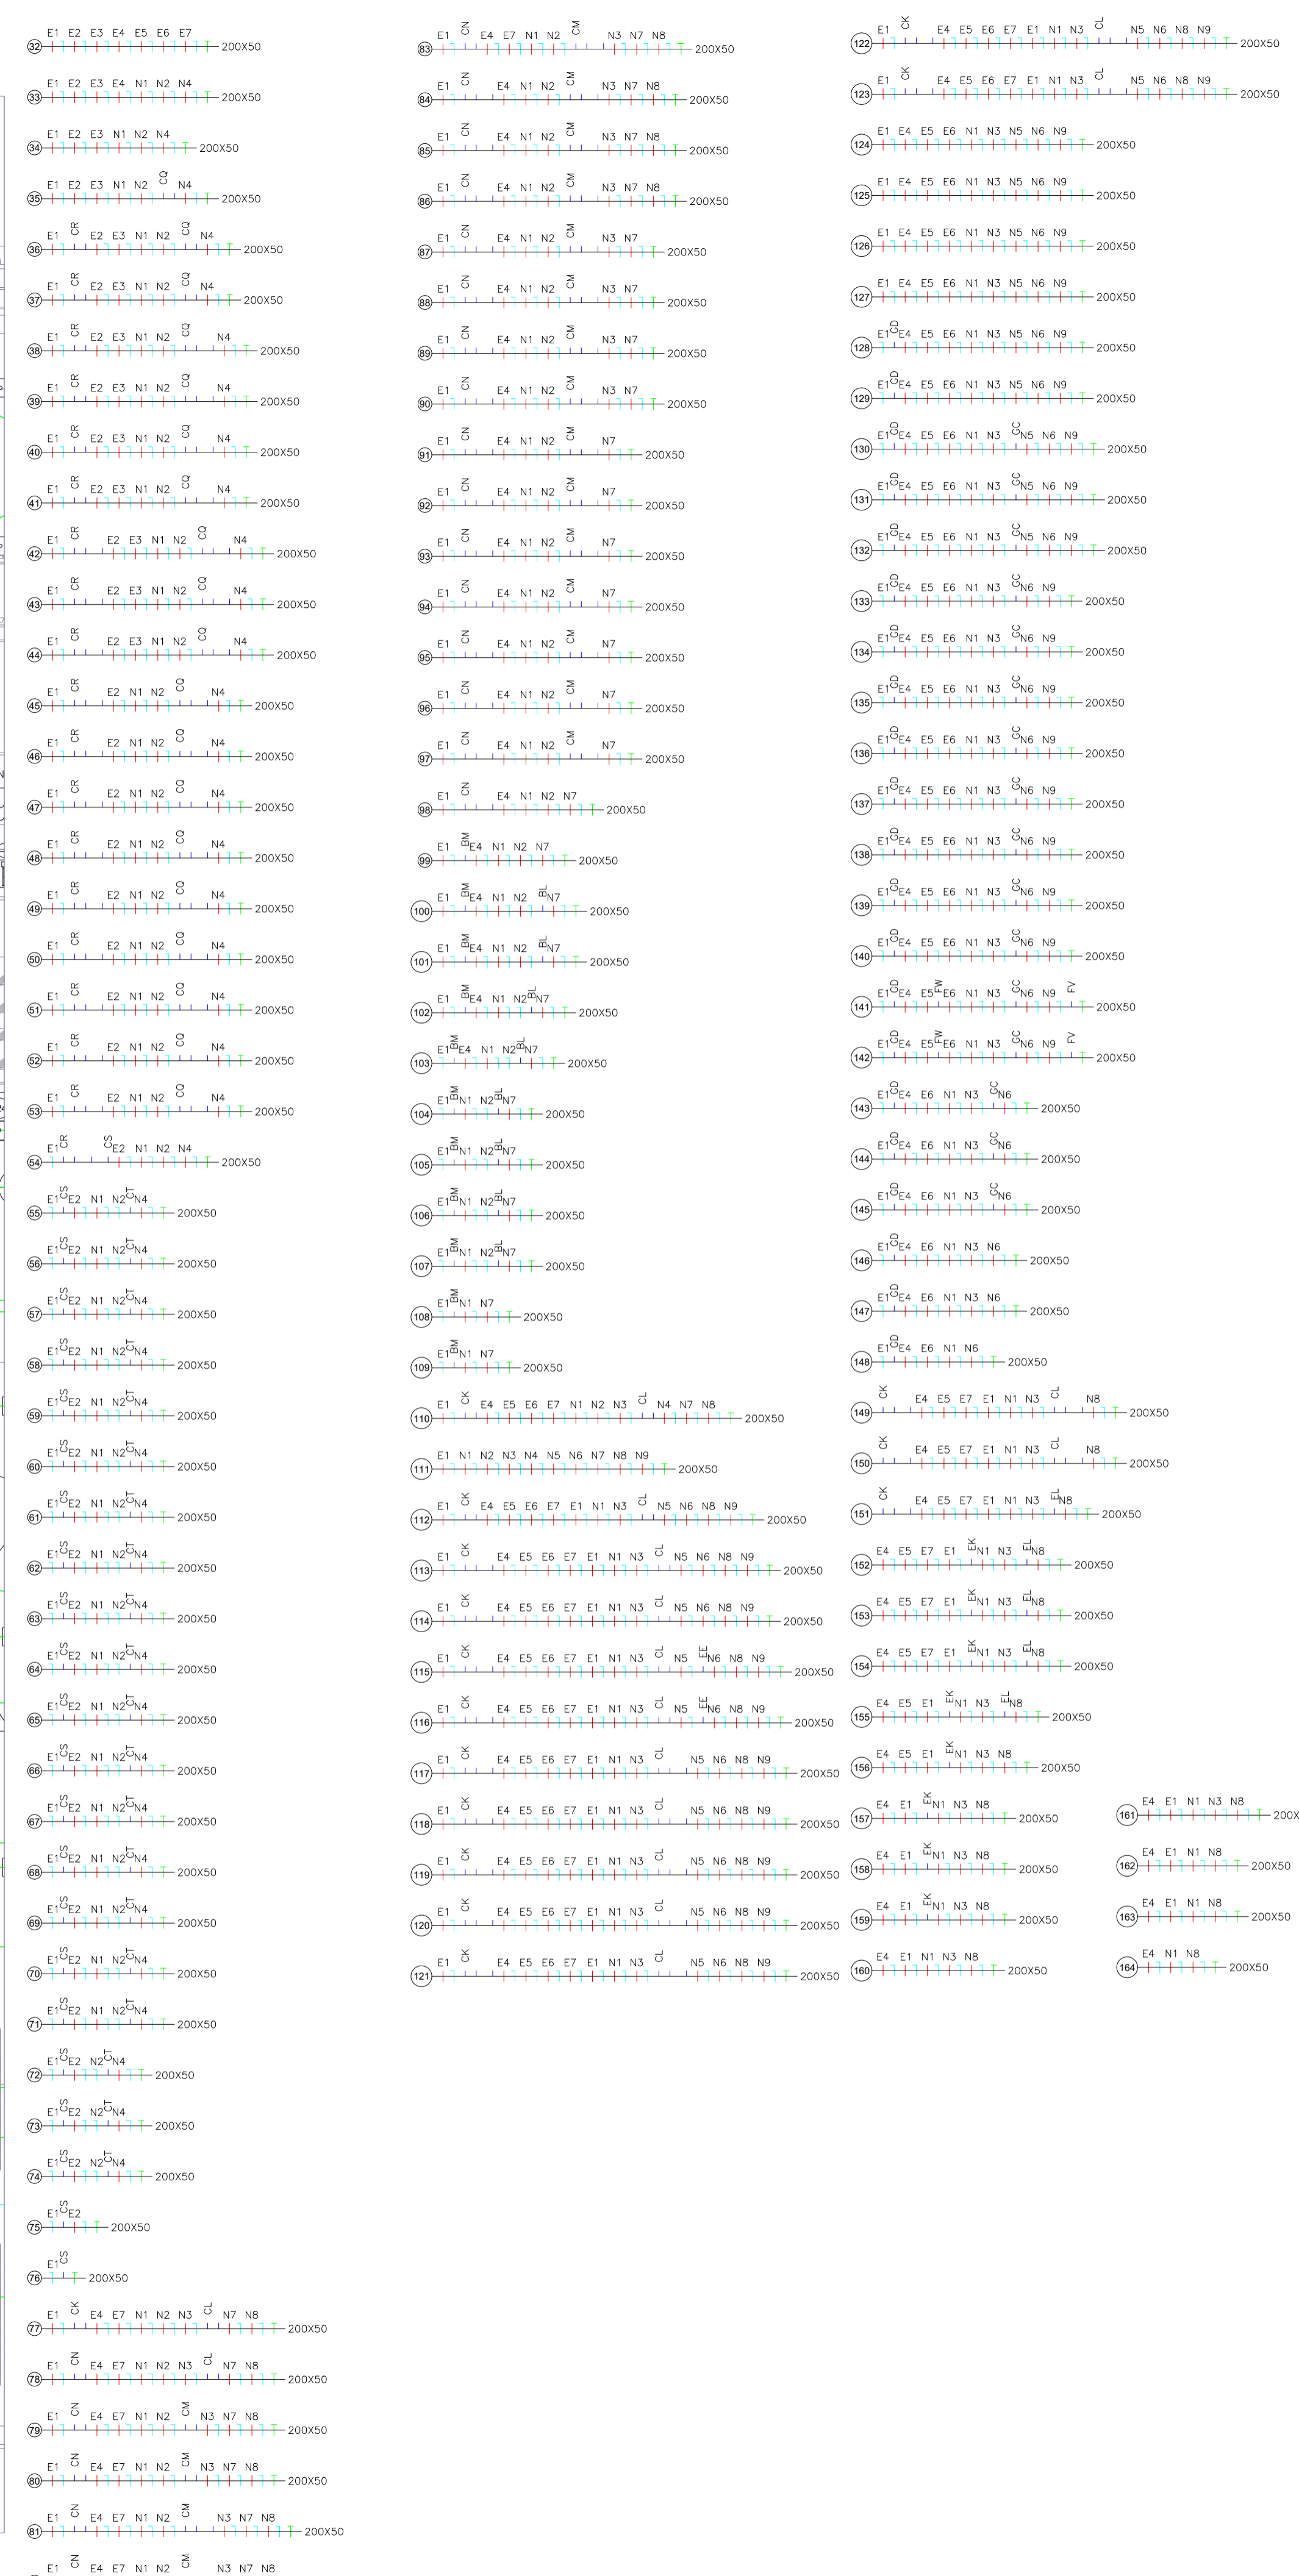 32 E1 E2 E3 E4 E5 E6 E7 200X50
33 E1 E2 E3 E4 N1 N2 N4 200X50
34 E1 E2 E3 N1 N2 N4 200X50
35 E1 E2 E3 N1 N2 CQ N4 200X50
36 E1 CR E2 E3 N1 N2 CQ N4 200X50
37 E1 CR E2 E3 N1 N2 CQ N4 200X50
38 E1 CR E2 E3 N1 N2 CQ N4 200X50
39 E1 CR E2 E3 N1 N2 CQ N4 200X50
40 E1 CR E2 E3 N1 N2 CQ N4 200X50
41 E1 CR E2 E3 N1 N2 CQ N4 200X50
42 E1 CR E2 E3 N1 N2 CQ N4 200X50
43 E1 CR E2 E3 N1 N2 CQ N4 200X50
44 E1 CR E2 E3 N1 N2 CQ N4 200X50
45 E1 CR E2 N1 N2 CQ N4 200X50
46 E1 CR E2 N1 N2 CQ N4 200X50
47 E1 CR E2 N1 N2 CQ N4 200X50
48 E1 CR E2 N1 N2 CQ N4 200X50
49 E1 CR E2 N1 N2 CQ N4 200X50
50 E1 CR E2 N1 N2 CQ N4 200X50
51 E1 CR E2 N1 N2 CQ N4 200X50
52 E1 CR E2 N1 N2 CQ N4 200X50
53 E1 CR E2 N1 N2 CQ N4 200X50
54 E1 CR CS E2 N1 N2 N4 200X50
55 E1 CS E2 N1 N2 CT N4 200X50
56 E1 CS E2 N1 N2 CT N4 200X50
57 E1 CS E2 N1 N2 CT N4 200X50
58 E1 CS E2 N1 N2 CT N4 200X50
59 E1 CS E2 N1 N2 CT N4 200X50
60 E1 CS E2 N1 N2 CT N4 200X50
61 E1 CS E2 N1 N2 CT N4 200X50
62 E1 CS E2 N1 N2 CT N4 200X50
63 E1 CS E2 N1 N2 CT N4 200X50
64 E1 CS E2 N1 N2 CT N4 200X50
65 E1 CS E2 N1 N2 CT N4 200X50
66 E1 CS E2 N1 N2 CT N4 200X50
67 E1 CS E2 N1 N2 CT N4 200X50
68 E1 CS E2 N1 N2 CT N4 200X50
69 E1 CS E2 N1 N2 CT N4 200X50
70 E1 CS E2 N1 N2 CT N4 200X50
71 E1 CS E2 N1 N2 CT N4 200X50
72 E1 CS E2 N2 CT N4 200X50
73 E1 CS E2 N2 CT N4 200X50
74 E1 CS E2 N2 CT N4 200X50
75 E1 CS E2 200X50
76 E1 CS 200X50
77 E1 CK E4 E7 N1 N2 N3 CL N7 N8 200X50
78 E1 CN E4 E7 N1 N2 N3 CL N7 N8 200X50
79 E1 CN E4 E7 N1 N2 CM N3 N7 N8 200X50
80 E1 CN E4 E7 N1 N2 CM N3 N7 N8 200X50
81 E1 CN E4 E7 N1 N2 CM N3 N7 N8 200X50
E1 CN E4 E7 N1 N2 CM N3 N7 N8
83 E1 CN E4 E7 N1 N2 CM N3 N7 N8 200X50
84 E1 CN E4 N1 N2 CM N3 N7 N8 200X50
85 E1 CN E4 N1 N2 CM N3 N7 N8 200X50
86 E1 CN E4 N1 N2 CM N3 N7 N8 200X50
87 E1 CN E4 N1 N2 CM N3 N7 200X50
88 E1 CN E4 N1 N2 CM N3 N7 200X50
89 E1 CN E4 N1 N2 CM N3 N7 200X50
90 E1 CN E4 N1 N2 CM N3 N7 200X50
91 E1 CN E4 N1 N2 CM N7 200X50
92 E1 CN E4 N1 N2 CM N7 200X50
93 E1 CN E4 N1 N2 CM N7 200X50
94 E1 CN E4 N1 N2 CM N7 200X50
95 E1 CN E4 N1 N2 CM N7 200X50
96 E1 CN E4 N1 N2 CM N7 200X50
97 E1 CN E4 N1 N2 CM N7 200X50
98 E1 CN E4 N1 N2 N7 200X50
99 E1 BM E4 N1 N2 N7 200X50
100 E1 BM E4 N1 N2 BL N7 200X50
101 E1 BM E4 N1 N2 BL N7 200X50
102 E1 BM E4 N1 N2 BL N7 200X50
103 E1 BM E4 N1 N2 BL N7 200X50
104 E1 BM N1 N2 BL N7 200X50
105 E1 BM N1 N2 BL N7 200X50
106 E1 BM N1 N2 BL N7 200X50
107 E1 BM N1 N2 BL N7 200X50
108 E1 BM N1 N7 200X50
109 E1 BM N1 N7 200X50
110 E1 CK E4 E5 E6 E7 N1 N2 N3 CL N4 N7 N8 200X50
111 E1 N1 N2 N3 N4 N5 N6 N7 N8 N9 200X50
112 E1 CK E4 E5 E6 E7 E1 N1 N3 CL N5 N6 N8 N9 200X50
113 E1 CK E4 E5 E6 E7 E1 N1 N3 CL N5 N6 N8 N9 200X50
114 E1 CK E4 E5 E6 E7 E1 N1 N3 CL N5 N6 N8 N9 200X50
115 E1 CK E4 E5 E6 E7 E1 N1 N3 CL N5 EE N6 N8 N9 200X50
116 E1 CK E4 E5 E6 E7 E1 N1 N3 CL N5 EE N6 N8 N9 200X50
117 E1 CK E4 E5 E6 E7 E1 N1 N3 CL N5 N6 N8 N9 200X50
118 E1 CK E4 E5 E6 E7 E1 N1 N3 CL N5 N6 N8 N9 200X50
119 E1 CK E4 E5 E6 E7 E1 N1 N3 CL N5 N6 N8 N9 200X50
120 E1 CK E4 E5 E6 E7 E1 N1 N3 CL N5 N6 N8 N9 200X50
121 E1 CK E4 E5 E6 E7 E1 N1 N3 CL N5 N6 N8 N9 200X50
122 E1 CK E4 E5 E6 E7 E1 N1 N3 CL N5 N6 N8 N9 200X50
123 E1 CK E4 E5 E6 E7 E1 N1 N3 CL N5 N6 N8 N9 200X50
124 E1 E4 E5 E6 N1 N3 N5 N6 N9 200X50
125 E1 E4 E5 E6 N1 N3 N5 N6 N9 200X50
126 E1 E4 E5 E6 N1 N3 N5 N6 N9 200X50
127 E1 E4 E5 E6 N1 N3 N5 N6 N9 200X50
128 E1 GD E4 E5 E6 N1 N3 N5 N6 N9 200X50
129 E1 GD E4 E5 E6 N1 N3 N5 N6 N9 200X50
130 E1 GD E4 E5 E6 N1 N3 GC N5 N6 N9 200X50
131 E1 GD E4 E5 E6 N1 N3 GC N5 N6 N9 200X50
132 E1 GD E4 E5 E6 N1 N3 GC N5 N6 N9 200X50
133 E1 GD E4 E5 E6 N1 N3 GC N6 N9 200X50
134 E1 GD E4 E5 E6 N1 N3 GC N6 N9 200X50
135 E1 GD E4 E5 E6 N1 N3 GC N6 N9 200X50
136 E1 GD E4 E5 E6 N1 N3 GC N6 N9 200X50
137 E1 GD E4 E5 E6 N1 N3 GC N6 N9 200X50
138 E1 GD E4 E5 E6 N1 N3 GC N6 N9 200X50
139 E1 GD E4 E5 E6 N1 N3 GC N6 N9 200X50
140 E1 GD E4 E5 E6 N1 N3 GC N6 N9 200X50
141 E1 GD E4 E5 FW E6 N1 N3 GC N6 N9 FV 200X50
142 E1 GD E4 E5 FW E6 N1 N3 GC N6 N9 FV 200X50
143 E1 GD E4 E6 N1 N3 GC N6 200X50
144 E1 GD E4 E6 N1 N3 GC N6 200X50
145 E1 GD E4 E6 N1 N3 GC N6 200X50
146 E1 GD E4 E6 N1 N3 N6 200X50
147 E1 GD E4 E6 N1 N3 N6 200X50
148 E1 GD E4 E6 N1 N6 200X50
149 CK E4 E5 E7 E1 N1 N3 CL N8 200X50
150 CK E4 E5 E7 E1 N1 N3 CL N8 200X50
151 CK E4 E5 E7 E1 N1 N3 EL N8 200X50
152 E4 E5 E7 E1 EK N1 N3 EL N8 200X50
153 E4 E5 E7 E1 EK N1 N3 EL N8 200X50
154 E4 E5 E7 E1 EK N1 N3 EL N8 200X50
155 E4 E5 E1 EK N1 N3 EL N8 200X50
156 E4 E5 E1 EK N1 N3 N8 200X50
157 E4 E1 EK N1 N3 N8 200X50
158 E4 E1 EK N1 N3 N8 200X50
159 E4 E1 EK N1 N3 N8 200X50
160 E4 E1 N1 N3 N8 200X50
161 E4 E1 N1 N3 N8 200X
162 E4 E1 N1 N8 200X50
163 E4 E1 N1 N8 200X50
164 E4 N1 N8 200X50